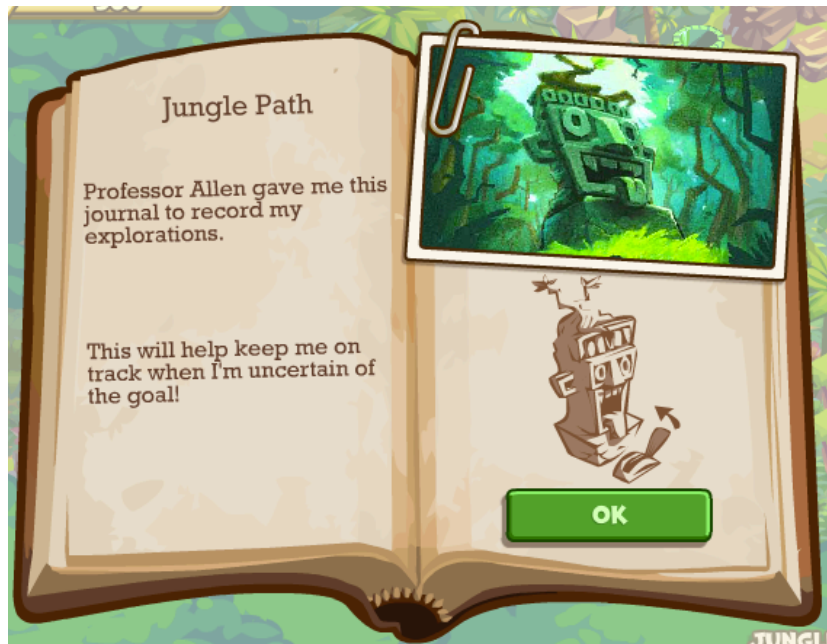 Jungle Path
Professor Allen gave me this
journal to record my
explorations.
This will help keep me on
track when I'm uncertain of
the goal!
OK
JUNGL